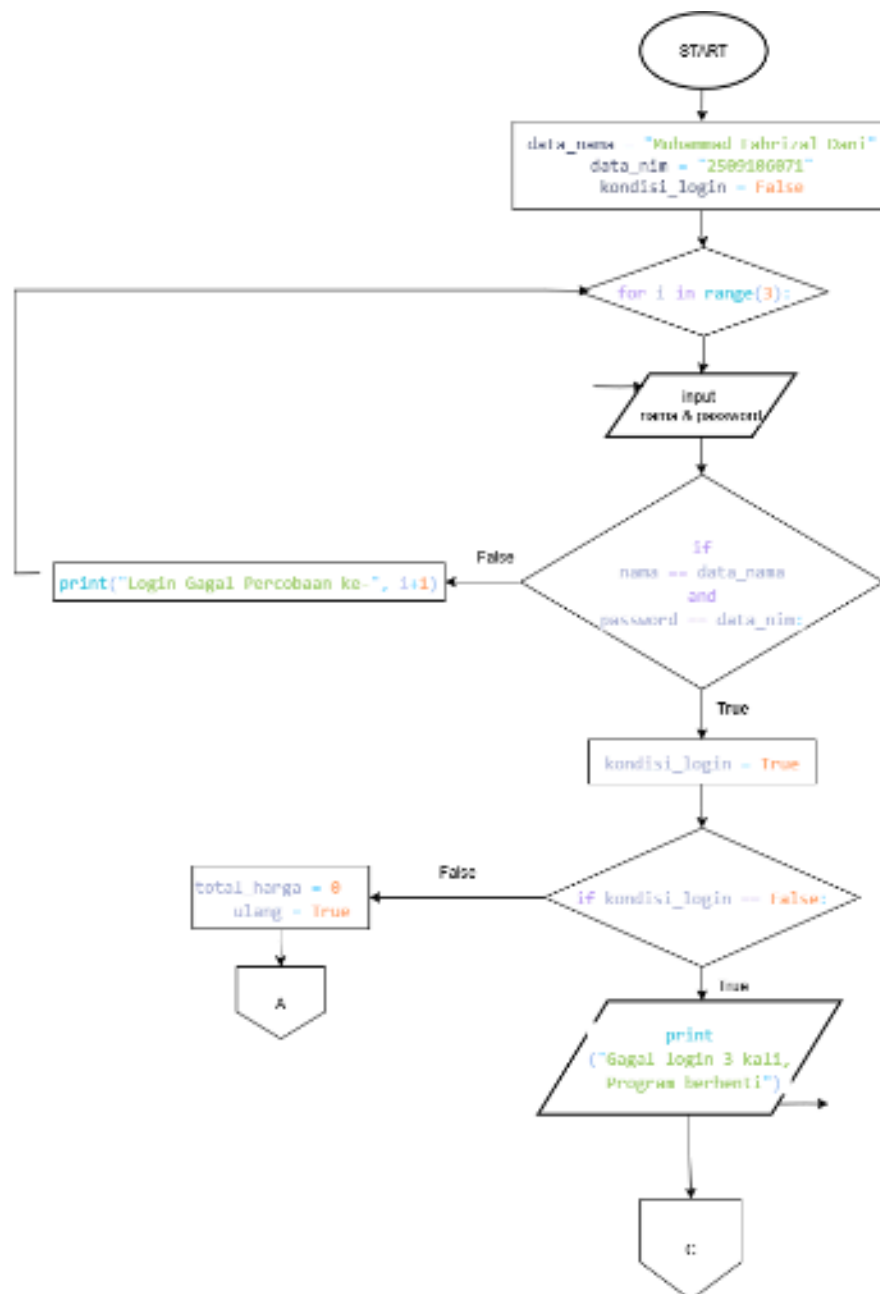 START
data_nama = "Muhammad Fahrizal Dani"
data_nim = "2509106071"
kondisi_login = False
for i in range(3):
input
nama & password
if
nama == data_nama
and
password == data_nim:
False
print("Login Gagal Percobaan ke-", i+1)
True
kondisi_login = True
if kondisi_login == False:
False
total_harga = 0
ulang = True
A
True
print
("Gagal login 3 kali,
Program berhenti")
C